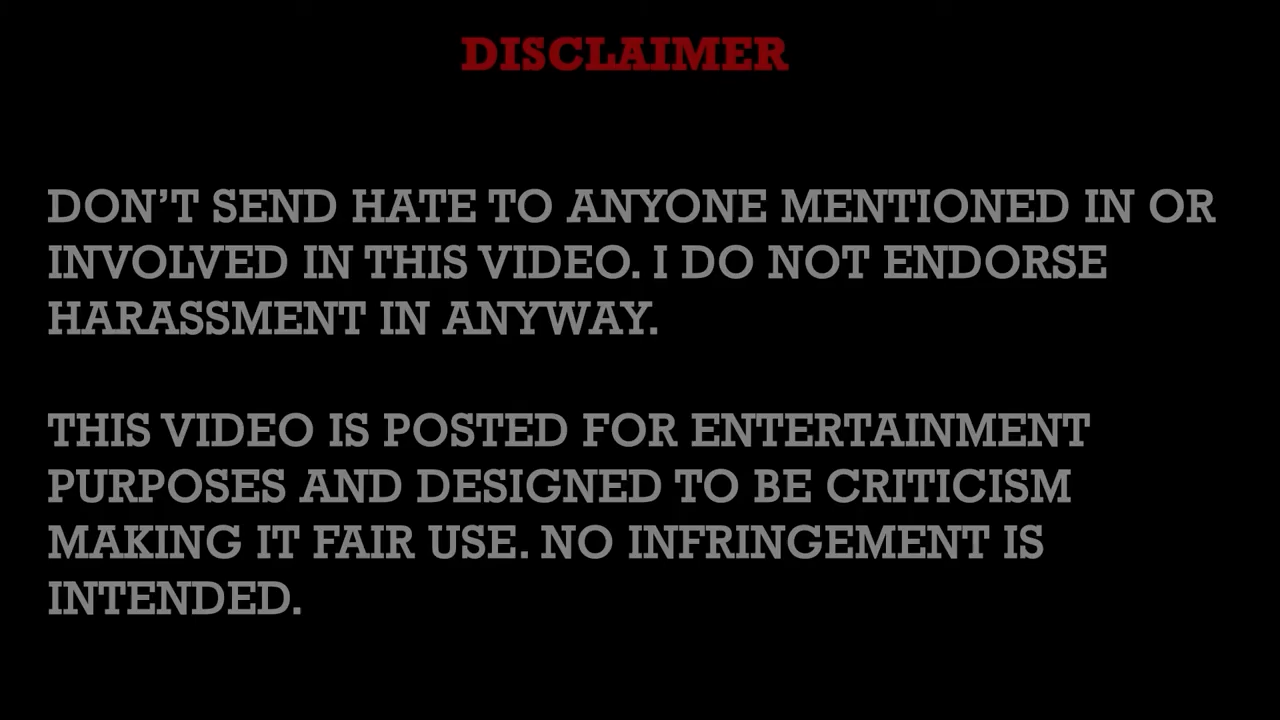 DISCLAIMER
DON’T SEND HATE TO ANYONE MENTIONED IN OR
INVOLVED IN THIS VIDEO. I DO NOT ENDORSE
HARASSMENT IN ANYWAY.
THIS VIDEO IS POSTED FOR ENTERTAINMENT
PURPOSES AND DESIGNED TO BE CRITICISM
MAKING IT FAIR USE. NO INFRINGEMENT IS
INTENDED.